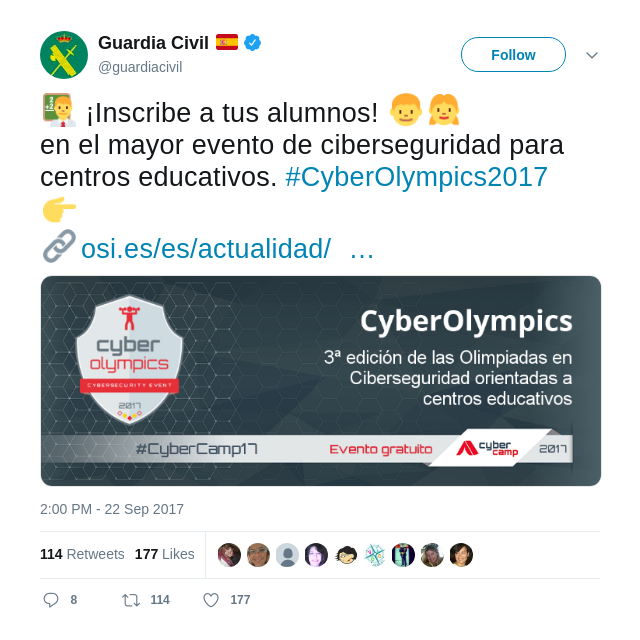 Guardia Civil
@guardiacivil
Follow
¡Inscribe a tus alumnos!
en el mayor evento de ciberseguridad para
centros educativos. #CyberOlympics2017
osi.es/es/actualidad/ …
cyber
olympics
CYBERSECURITY EVENT
2017
CyberOlympics
3ª edición de las Olimpiadas en
Ciberseguridad orientadas a
centros educativos
#CyberCamp17
Evento gratuito
cyber
camp
2017
2:00 PM - 22 Sep 2017
114 Retweets 177 Likes
8 114 177